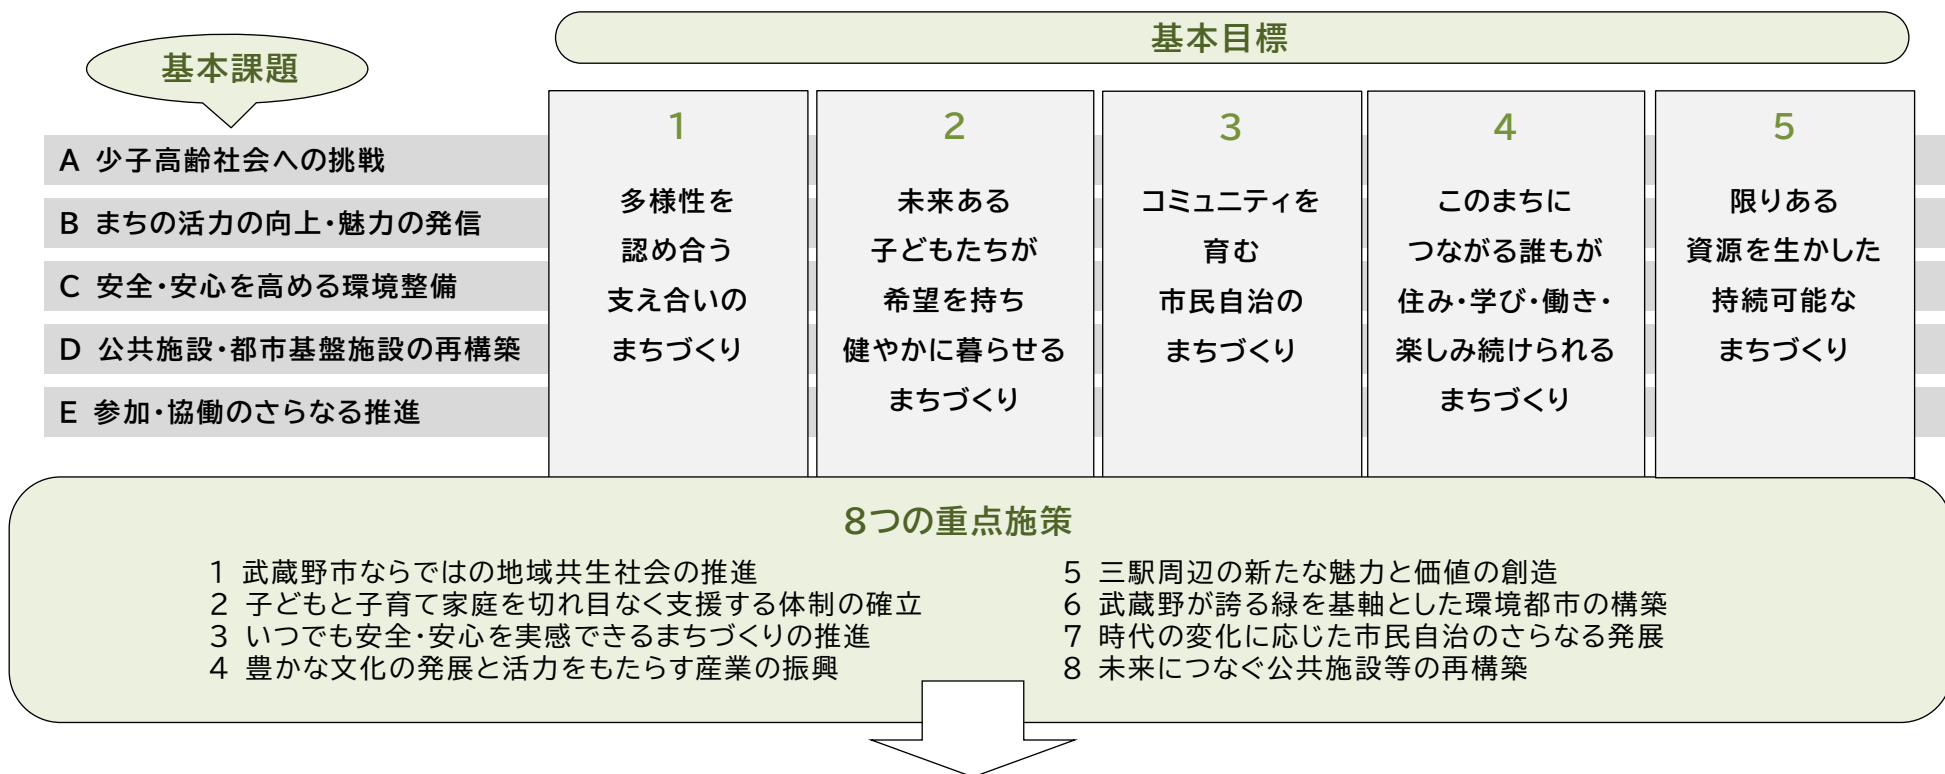 基本目標
基本課題
A 少子高齢社会への挑戦
B まちの活力の向上・魅力の発信
C 安全・安心を高める環境整備
D 公共施設・都市基盤施設の再構築
E 参加・協働のさらなる推進
1
多様性を
認め合う
支え合いの
まちづくり
2
未来ある
子どもたちが
希望を持ち
健やかに暮らせる
まちづくり
3
コミュニティを
育む
市民自治の
まちづくり
4
このまちに
つながる誰もが
住み・学び・働き・
楽しみ続けられる
まちづくり
5
限りある
資源を生かした
持続可能な
まちづくり
8つの重点施策
1 武蔵野市ならではの地域共生社会の推進
2 子どもと子育て家庭を切れ目なく支援する体制の確立
3 いつでも安全・安心を実感できるまちづくりの推進
4 豊かな文化の発展と活力をもたらす産業の振興
5 三駅周辺の新たな魅力と価値の創造
6 武蔵野が誇る緑を基軸とした環境都市の構築
7 時代の変化に応じた市民自治のさらなる発展
8 未来につなぐ公共施設等の再構築